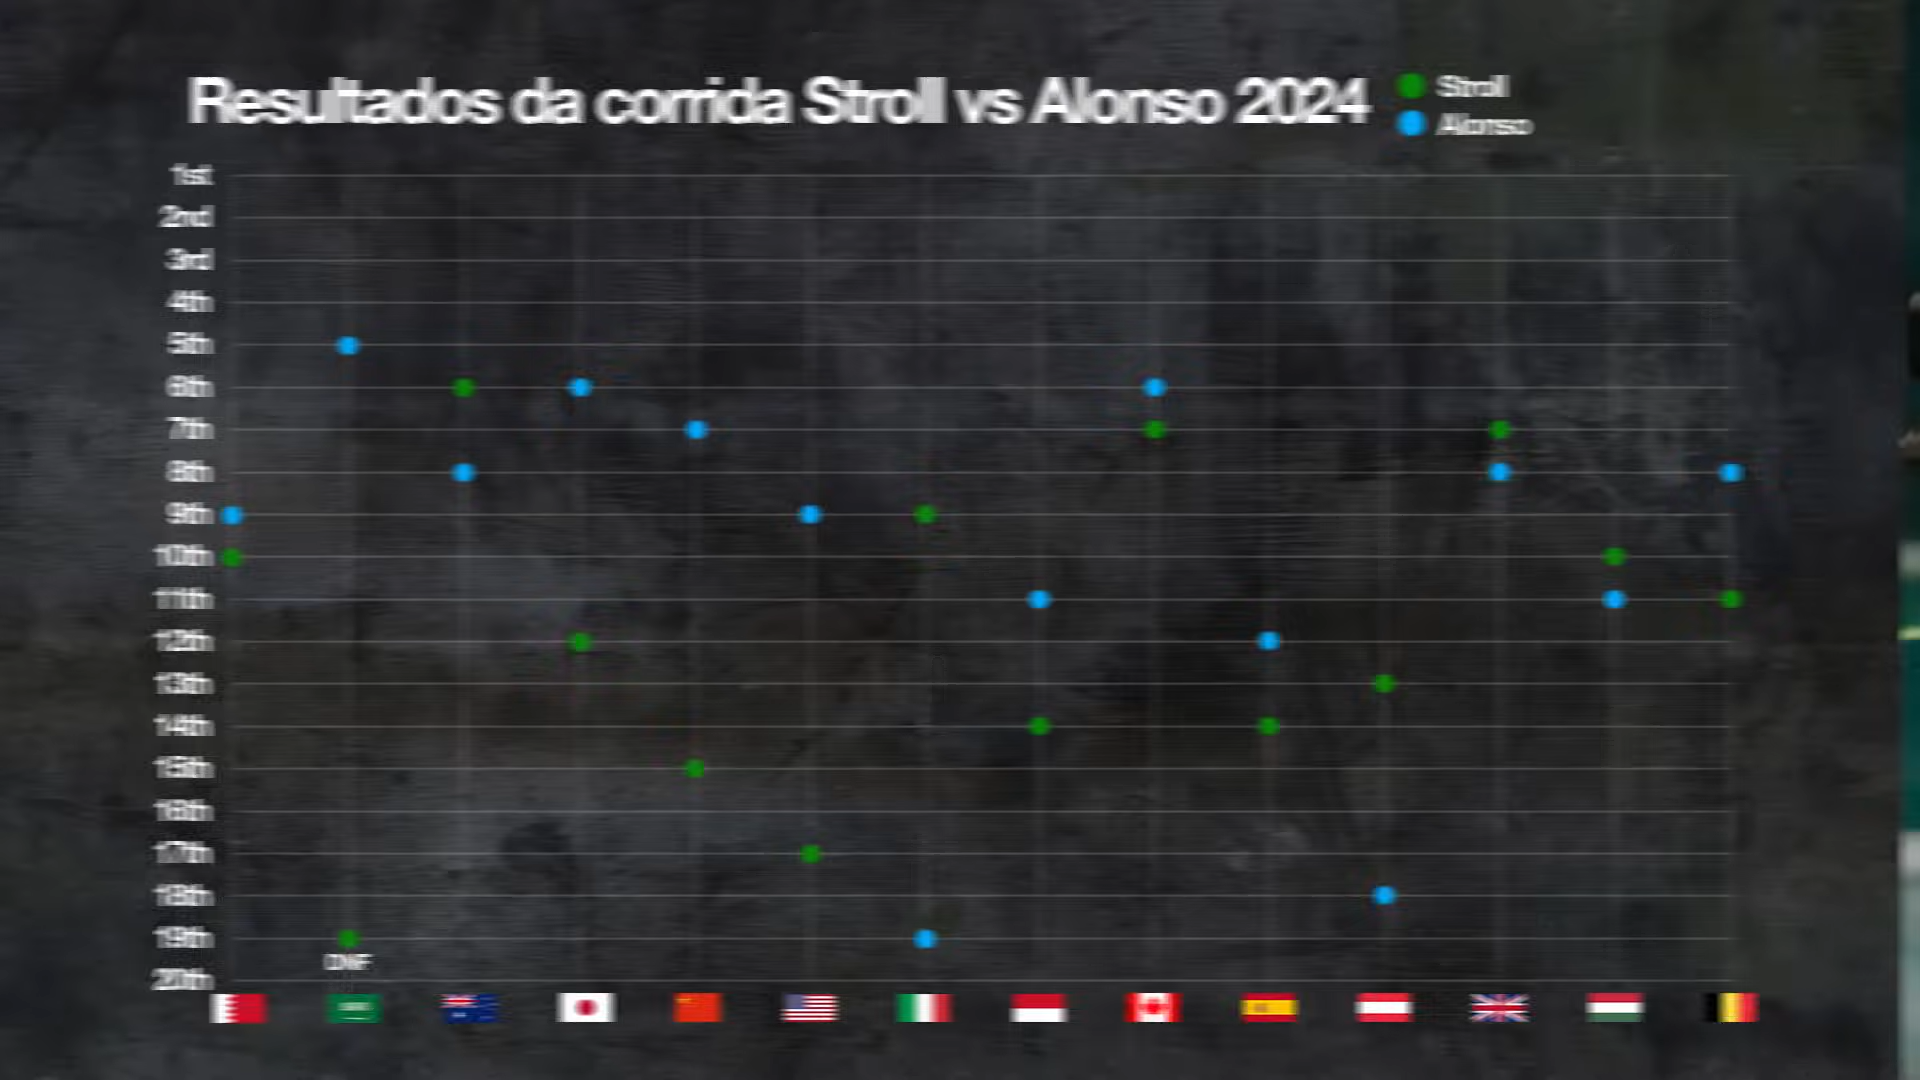 Resultados da corrida Stroll vs Alonso 2024
Stroll
Alonso
1st
2nd
3rd
4th
5th
6th
7th
8th
9th
10th
11th
12th
13th
14th
15th
16th
17th
18th
19th
DNF
20th